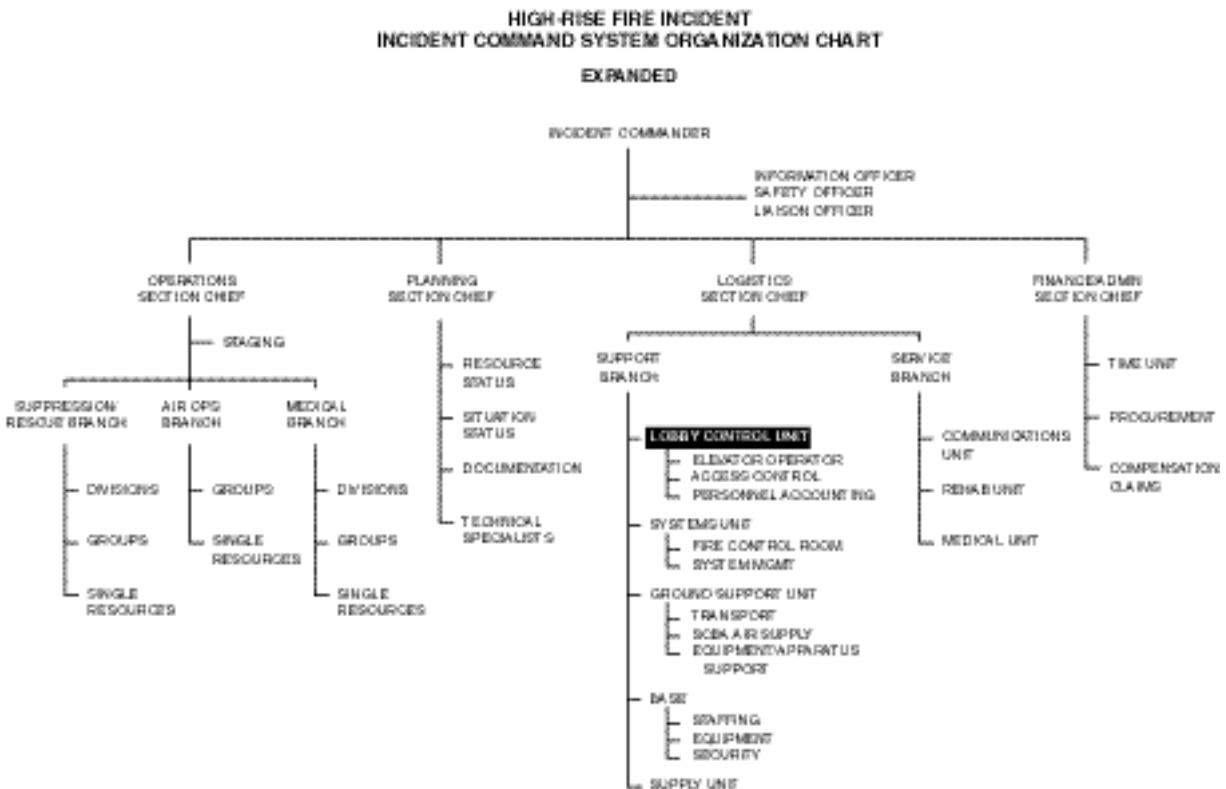 HIGH-RISE FIRE INCIDENT
INCIDENT COMMAND SYSTEM ORGANIZATION CHART
EXPANDED
INCIDENT COMMANDER
INFORMATION OFFICER
SAFETY OFFICER
LIAISON OFFICER
OPERATIONS
SECTION CHIEF
STAGING
SUPPRESSION/
RESCUE BRANCH
DIVISIONS
GROUPS
SINGLE
RESOURCES
AIR OPS
BRANCH
GROUPS
SINGLE
RESOURCES
MEDICAL
BRANCH
DIVISIONS
GROUPS
SINGLE
RESOURCES
PLANNING
SECTION CHIEF
RESOURCE
STATUS
SITUATION
STATUS
DOCUMENTATION
TECHNICAL
SPECIALISTS
LOGISTICS
SECTION CHIEF
SUPPORT
BRANCH
LOBBY CONTROL UNIT
ELEVATOR OPERATOR
ACCESS CONTROL
PERSONNEL ACCOUNTING
SYSTEMS UNIT
FIRE CONTROL ROOM
SYSTEM MGMT
GROUND SUPPORT UNIT
TRANSPORT
SCBA AIR SUPPLY
EQUIPMENT/APPARATUS
SUPPORT
BASE
STAFFING
EQUIPMENT
SECURITY
SUPPLY UNIT
SERVICE
BRANCH
COMMUNICATIONS
UNIT
REHAB UNIT
MEDICAL UNIT
FINANCE/ADMIN
SECTION CHIEF
TIME UNIT
PROCUREMENT
COMPENSATION/
CLAIMS